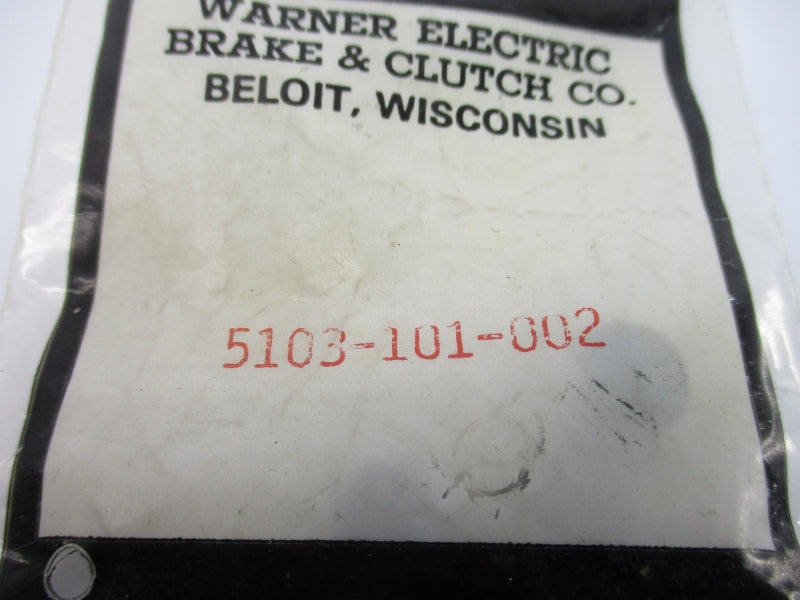 WARNER ELECTRIC
BRAKE & CLUTCH CO.
BELOIT, WISCONSIN
5103-101-002